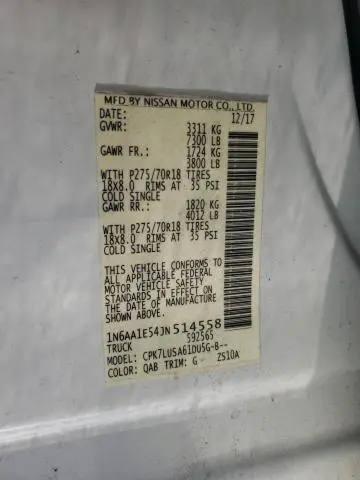 MFD BY NISSAN MOTOR CO., LTD.
DATE: 12/17
GVWR: 3311 KG
7300 LB
GAWR FR.: 1724 KG
3800 LB
WITH P275/70R18 TIRES
18X8.0 RIMS AT 35 PSI
COLD SINGLE
GAWR RR.: 1820 KG
4012 LB
WITH P275/70R18 TIRES
18X8.0 RIMS AT 35 PSI
COLD SINGLE
THIS VEHICLE CONFORMS TO
ALL APPLICABLE FEDERAL
MOTOR VEHICLE SAFETY
STANDARDS IN EFFECT ON
THE DATE OF MANUFACTURE
ABOVE
1N6AA1E54JN514558
TRUCK 592565
MODEL: CPK7LUSA61DU5G-B--
COLOR: QAB TRIM: G - ZS10A